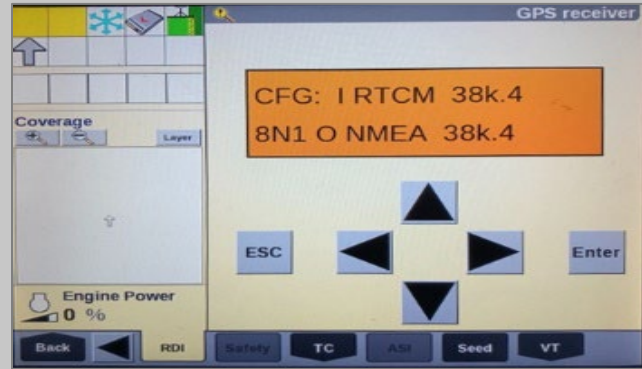 GPS receiver
CFG: I RTCM 38k.4
8N1 O NMEA 38k.4
Coverage
Layer
ESC
Enter
Engine Power
0 %
Back
RDI
Safety
TC
ASI
Seed
VT